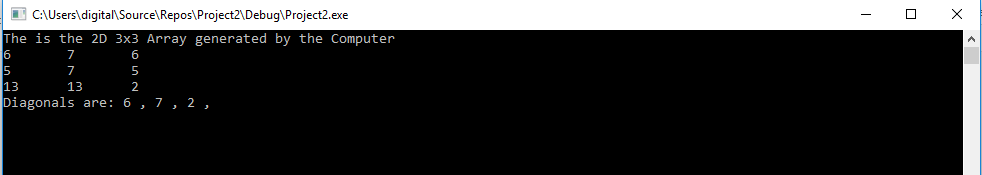 C:\Users\digital\Source\Repos\Project2\Debug\Project2.exe
The is the 2D 3x3 Array generated by the Computer
6 7 6
5 7 5
13 13 2
Diagonals are: 6 , 7 , 2 ,